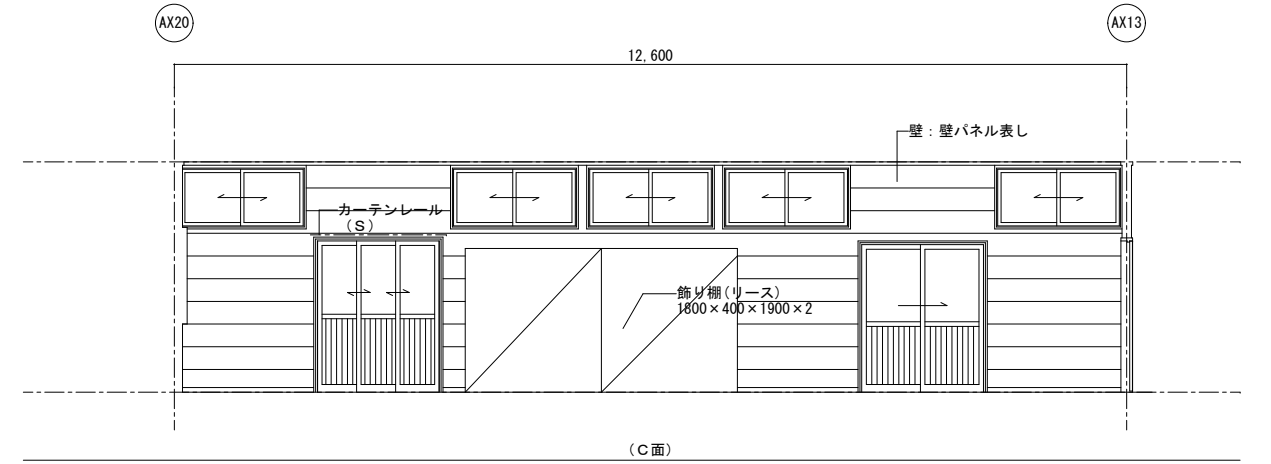 AX20
AX13
12,600
壁：壁パネル表し
カーテンレール
（S）
飾り棚(リース)
1800×400×1900×2
（C面）